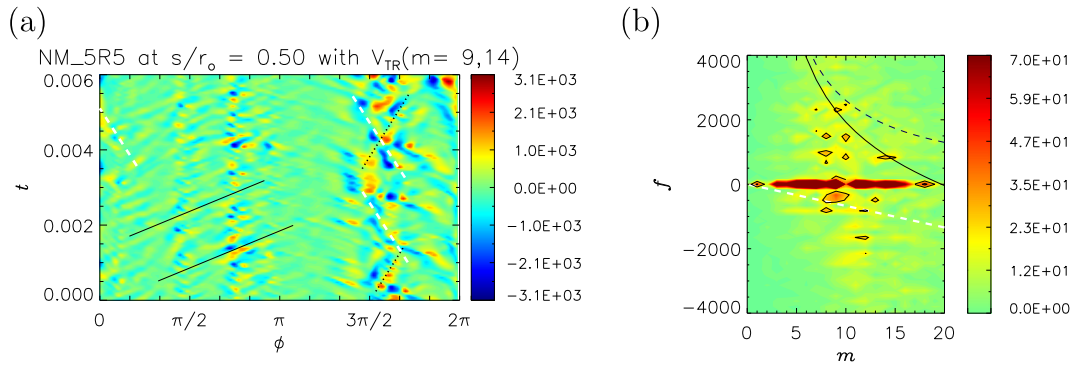 (a)
NM_5R5 at s/r_o = 0.50 with V_TR(m= 9,14)
0.006
0.004
0.002
0.000
t
0
π/2
π
3π/2
2π
ϕ
3.1E+03
2.1E+03
1.0E+03
0.00E+00
−1.0E+03
−2.1E+03
−3.1E+03
(b)
4000
2000
0
−2000
−4000
f
0
5
10
15
20
m
7.0E+01
5.9E+01
4.7E+01
3.5E+01
2.3E+01
1.2E+01
0.0E+00